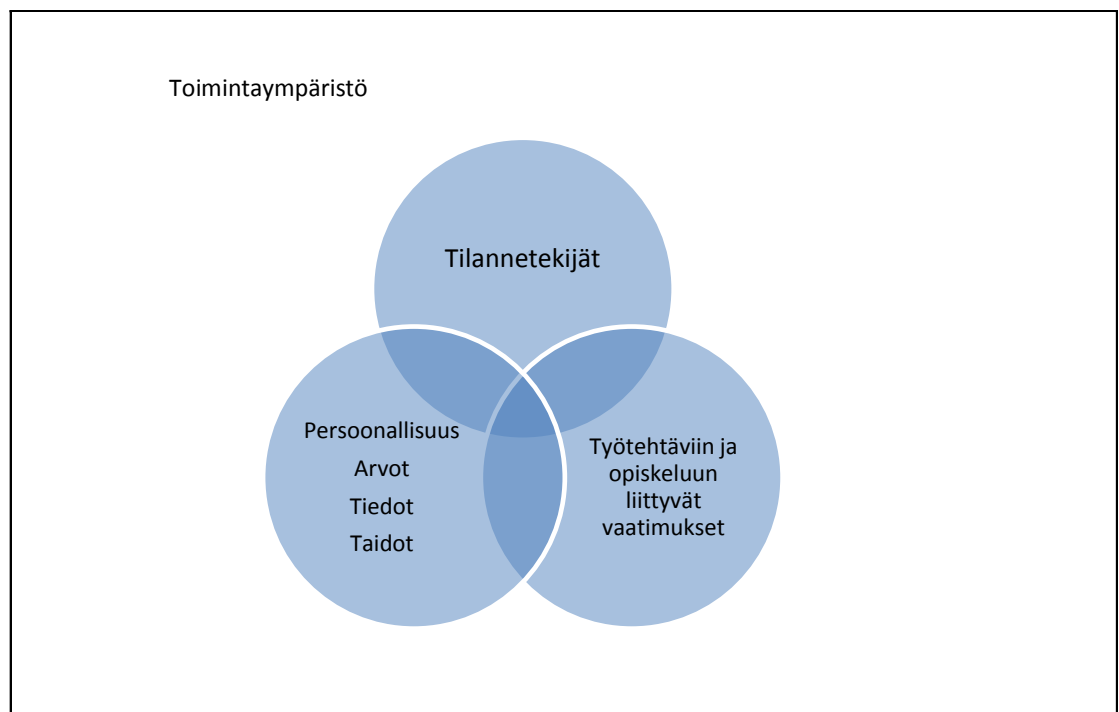 Toimintaympäristö
Tilannetekijät
Persoonallisuus
Arvot
Tiedot
Taidot
Työtehtäviin ja
opiskeluun
liittyvät
vaatimukset